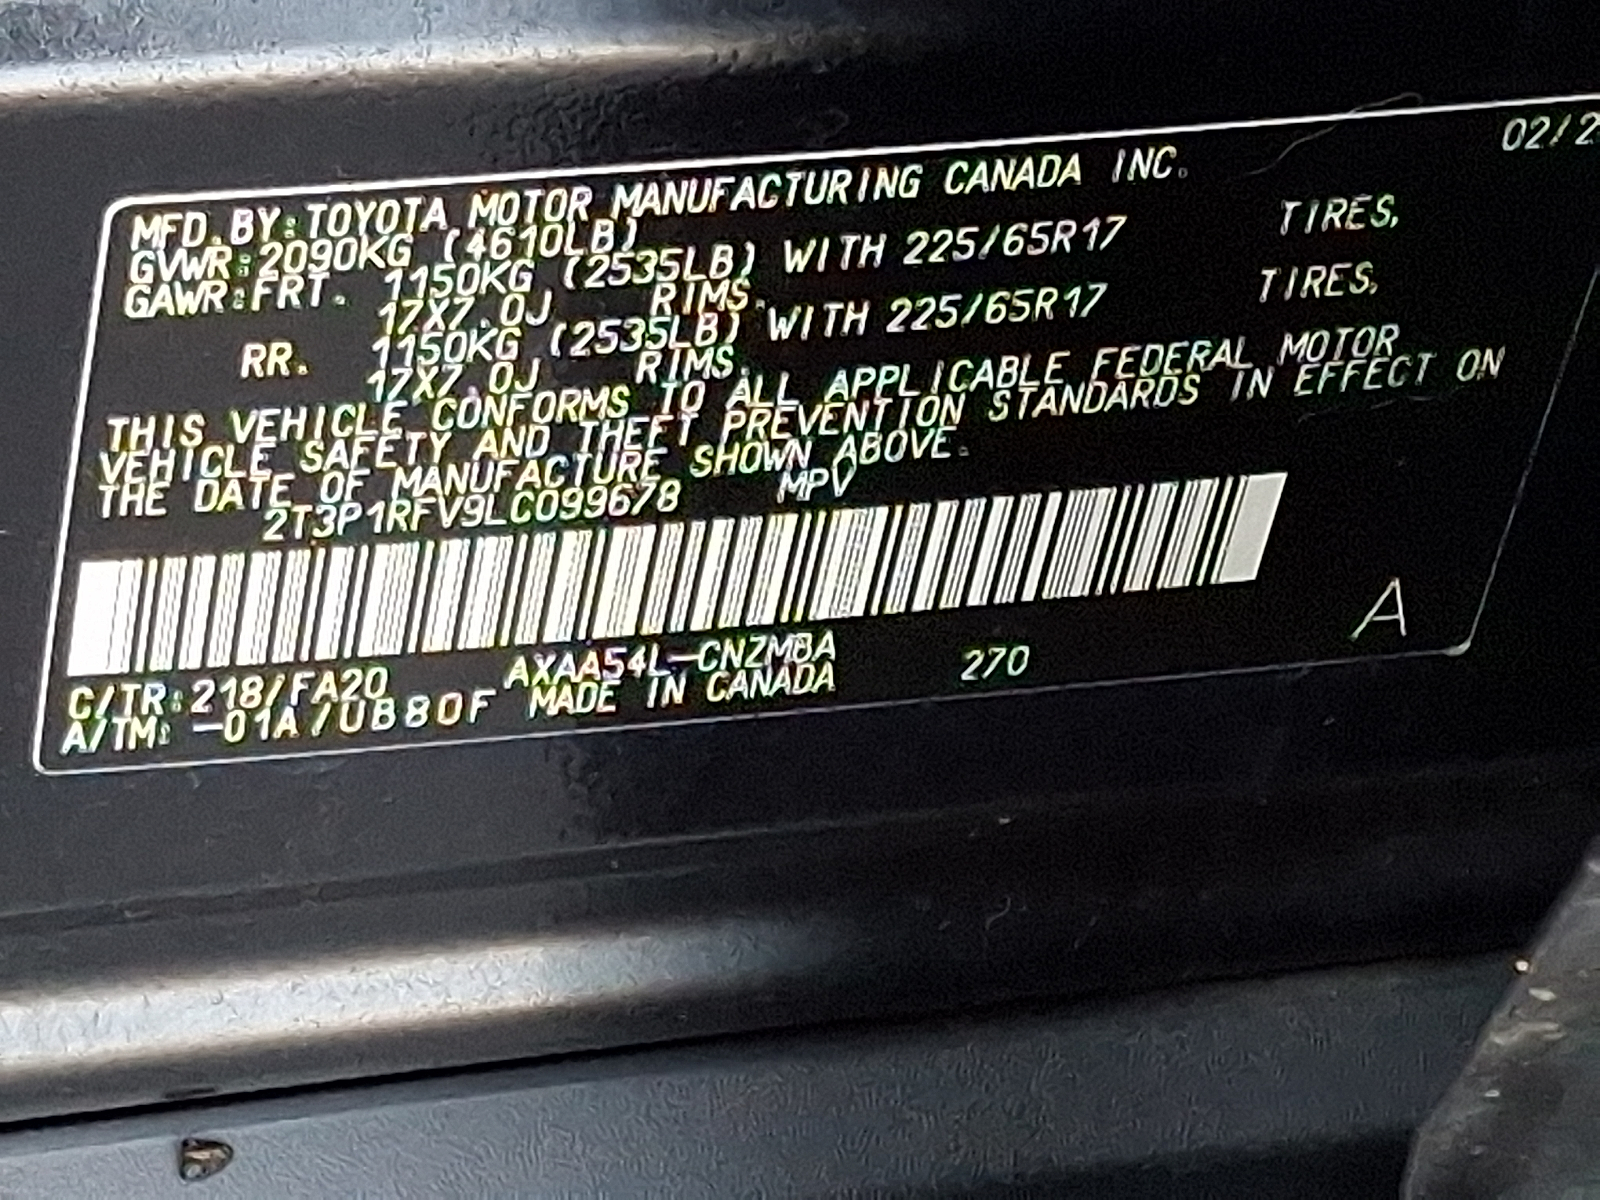 02/2
MFD. BY: TOYOTA MOTOR MANUFACTURING CANADA INC.
GVWR: 2090KG (4610LB)
GAWR: FRT. 1150KG (2535LB) WITH 225/65R17 TIRES,
17X7.0J RIMS.
RR. 1150KG (2535LB) WITH 225/65R17 TIRES,
17X7.0J RIMS.
THIS VEHICLE CONFORMS TO ALL APPLICABLE FEDERAL MOTOR
VEHICLE SAFETY AND THEFT PREVENTION STANDARDS IN EFFECT ON
THE DATE OF MANUFACTURE SHOWN ABOVE.
2T3P1RFV9LC099678 MPV
C/TR: 218/FA20 AXAA54L-CNZMBA 270 A
A/TM: -01A/UB80F MADE IN CANADA